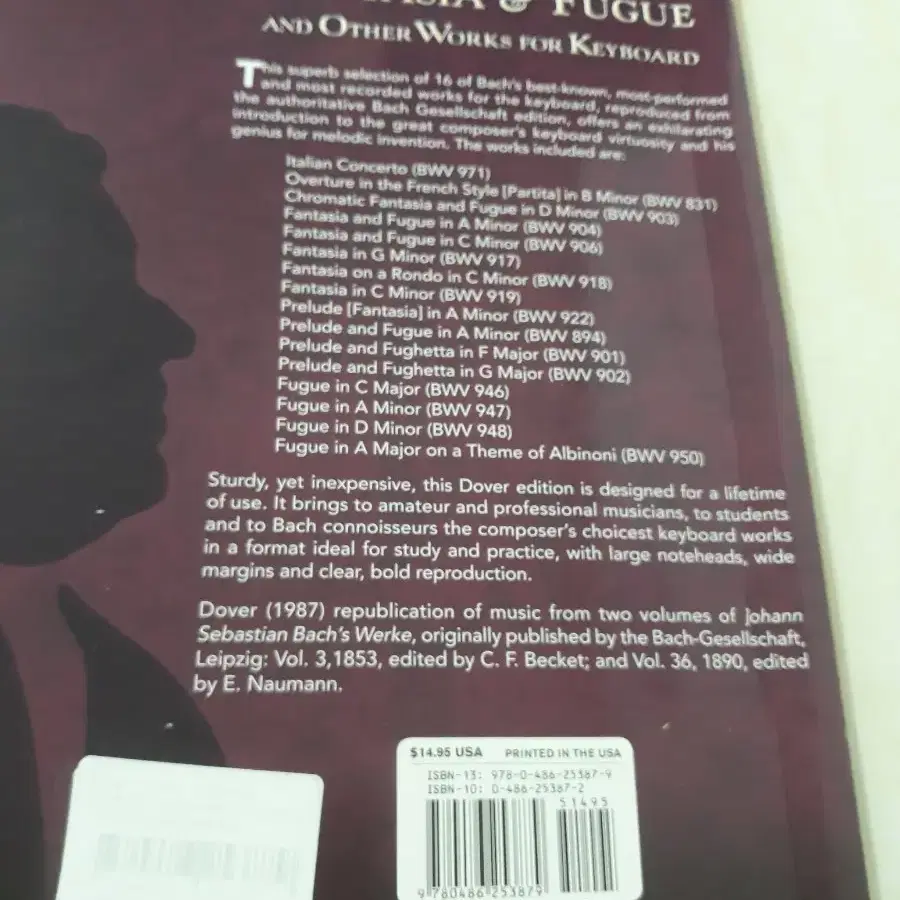 & FUGUE
AND OTHER WORKS FOR KEYBOARD
This superb selection of 16 of Bach's best-known, most-performed
and most recorded works for the keyboard, reproduced from
the authoritative Bach Gesellschaft edition, offers an exhilarating
introduction to the great composer's keyboard virtuosity and his
genius for melodic invention. The works included are:
Italian Concerto (BWV 971)
Overture in the French Style [Partita] in B Minor (BWV 831)
Chromatic Fantasia and Fugue in D Minor (BWV 903)
Fantasia and Fugue in A Minor (BWV 904)
Fantasia and Fugue in C Minor (BWV 906)
Fantasia in G Minor (BWV 917)
Fantasia on a Rondo in C Minor (BWV 918)
Fantasia in C Minor (BWV 919)
Prelude [Fantasia] in A Minor (BWV 922)
Prelude and Fugue in A Minor (BWV 894)
Prelude and Fughetta in F Major (BWV 901)
Prelude and Fughetta in G Major (BWV 902)
Fugue in C Major (BWV 946)
Fugue in A Minor (BWV 947)
Fugue in D Minor (BWV 948)
Fugue in A Major on a Theme of Albinoni (BWV 950)
Sturdy, yet inexpensive, this Dover edition is designed for a lifetime
of use. It brings to amateur and professional musicians, to students
and to Bach connoisseurs the composer's choicest keyboard works
in a format ideal for study and practice, with large noteheads, wide
margins and clear, bold reproduction.
Dover (1987) republication of music from two volumes of Johann
Sebastian Bach's Werke, originally published by the Bach-Gesellschaft,
Leipzig: Vol. 3,1853, edited by C. F. Becket; and Vol. 36, 1890, edited
by E. Naumann.
$14.95 USA PRINTED IN THE USA
ISBN-13: 978-0-486-25387-9
ISBN-10: 0-486-25387-2
51495
9 780486 253879